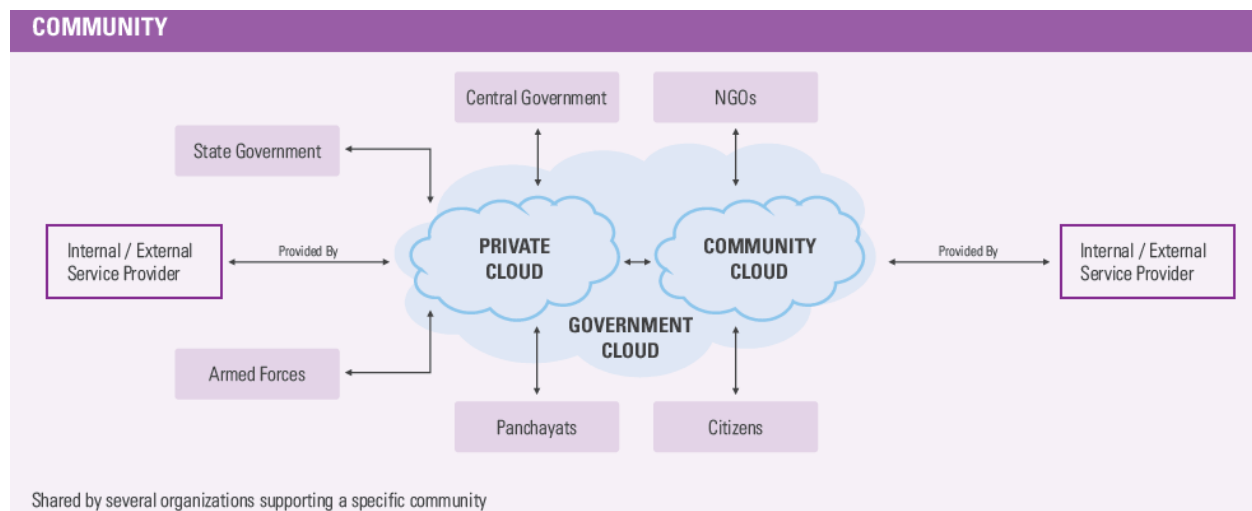 COMMUNITY
Central Government
NGOs
State Government
Internal / External
Service Provider
Provided By
PRIVATE
CLOUD
COMMUNITY
CLOUD
Provided By
Internal / External
Service Provider
GOVERNMENT
CLOUD
Armed Forces
Panchayats
Citizens
Shared by several organizations supporting a specific community